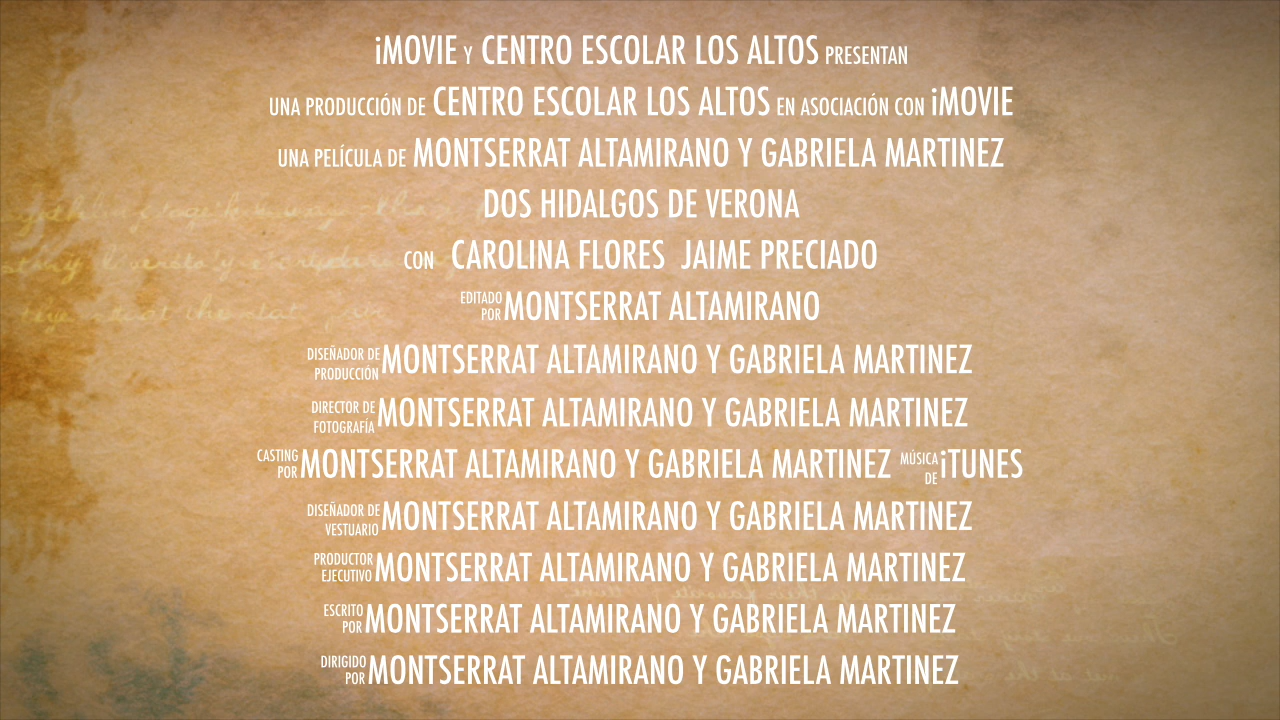 iMOVIE Y CENTRO ESCOLAR LOS ALTOS PRESENTAN
UNA PRODUCCIÓN DE CENTRO ESCOLAR LOS ALTOS EN ASOCIACIÓN CON iMOVIE
UNA PELÍCULA DE MONTSERRAT ALTAMIRANO Y GABRIELA MARTINEZ
DOS HIDALGOS DE VERONA
CON CAROLINA FLORES JAIME PRECIADO
EDITADO POR MONTSERRAT ALTAMIRANO
DISEÑADOR DE PRODUCCIÓN MONTSERRAT ALTAMIRANO Y GABRIELA MARTINEZ
DIRECTOR DE FOTOGRAFÍA MONTSERRAT ALTAMIRANO Y GABRIELA MARTINEZ
CASTING POR MONTSERRAT ALTAMIRANO Y GABRIELA MARTINEZ MÚSICA DE iTUNES
DISEÑADOR DE VESTUARIO MONTSERRAT ALTAMIRANO Y GABRIELA MARTINEZ
PRODUCTOR EJECUTIVO MONTSERRAT ALTAMIRANO Y GABRIELA MARTINEZ
ESCRITO POR MONTSERRAT ALTAMIRANO Y GABRIELA MARTINEZ
DIRIGIDO POR MONTSERRAT ALTAMIRANO Y GABRIELA MARTINEZ